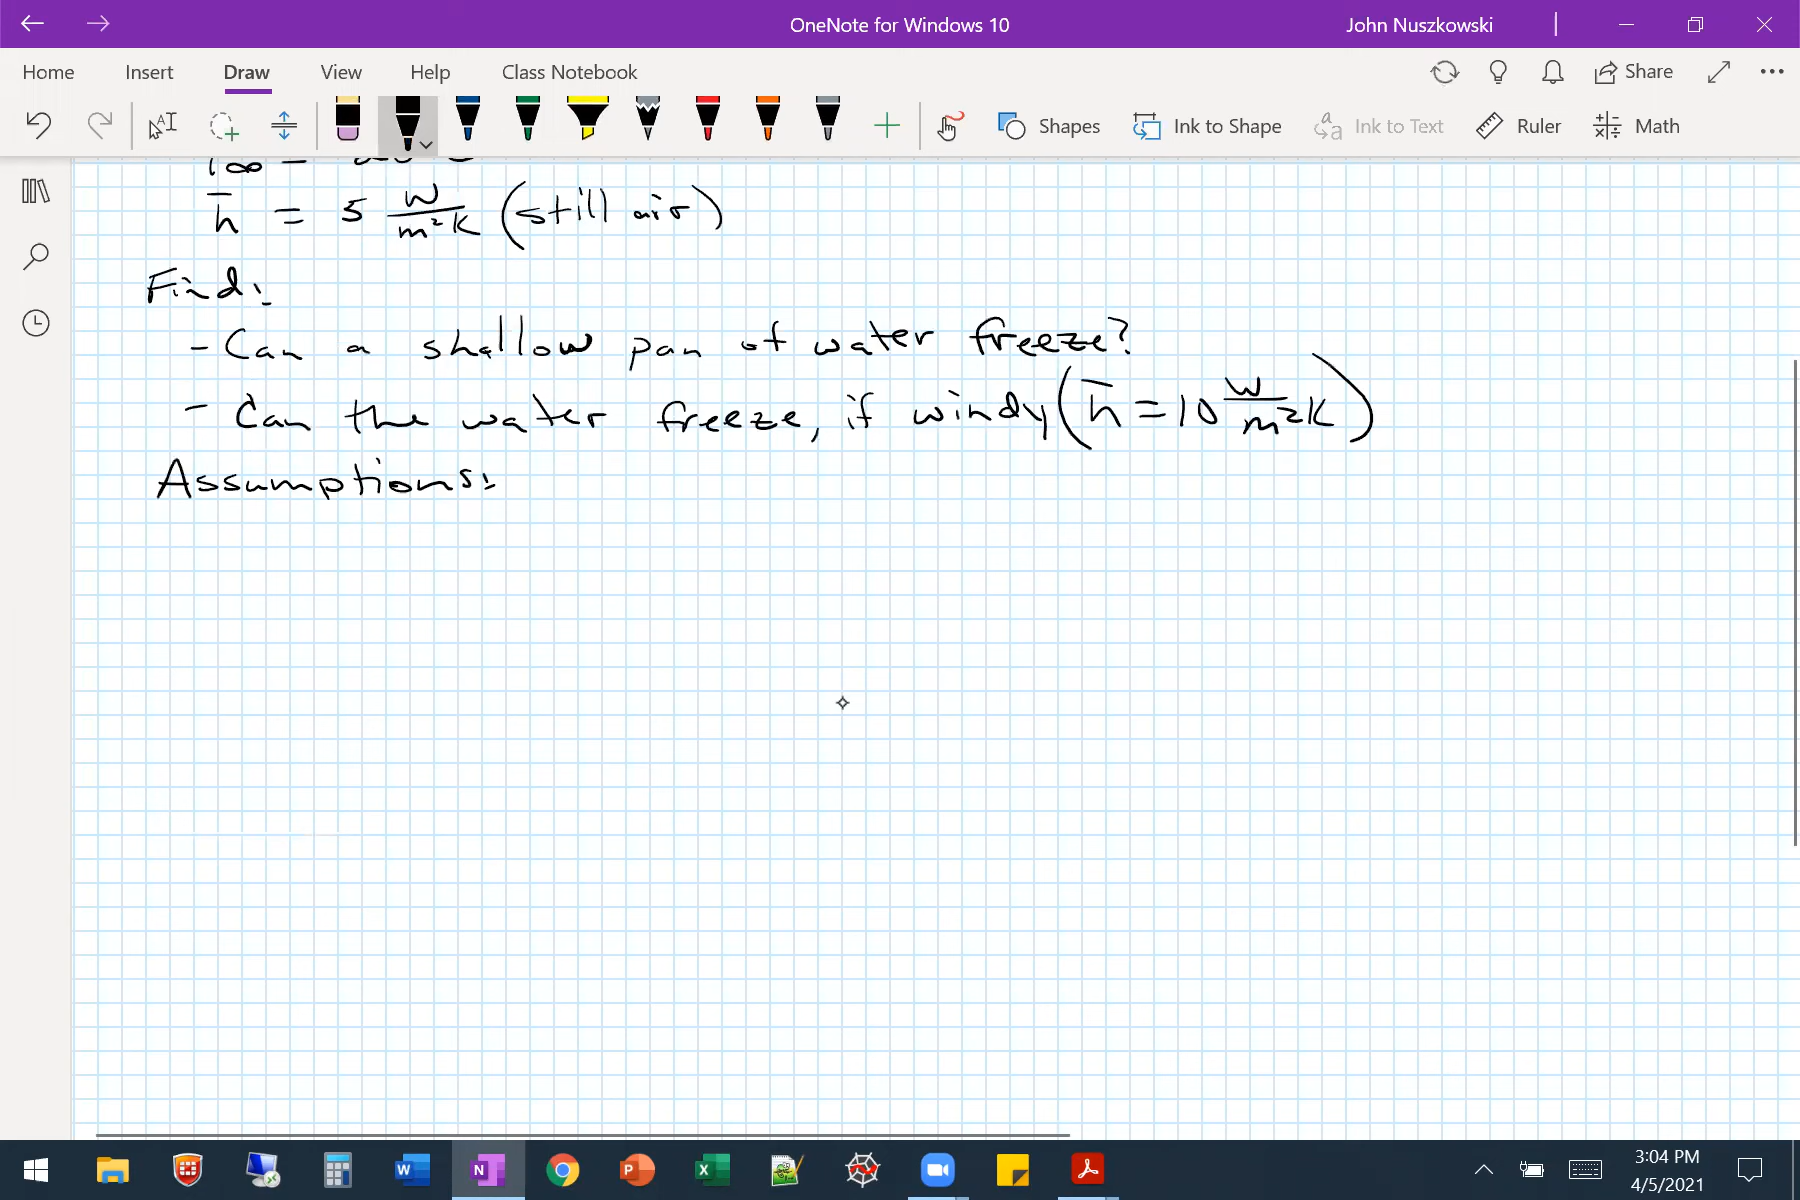 OneNote for Windows 10
John Nuszkowski
Home Insert Draw View Help Class Notebook
Share
Shapes Ink to Shape Ink to Text Ruler Math
h̄ = 5 W/m²K (still air)
Find:
- Can a shallow pan of water freeze?
- Can the water freeze, if windy (h̄ = 10 W/m²K)
Assumptions:
3:04 PM
4/5/2021